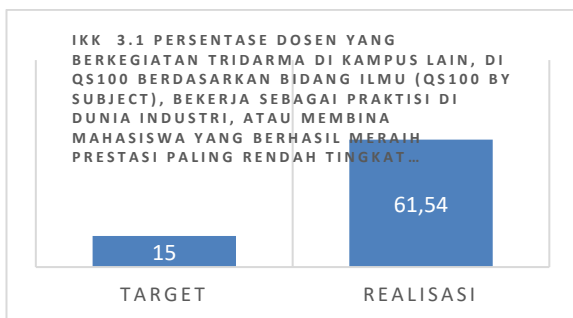 IKK 3.1 PERSENTASE DOSEN YANG
BERKEGIATAN TRIDARMA DI KAMPUS LAIN, DI
QS100 BERDASARKAN BIDANG ILMU (QS100 BY
SUBJECT), BEKERJA SEBAGAI PRAKTISI DI
DUNIA INDUSTRI, ATAU MEMBINA
MAHASISWA YANG BERHASIL MERAIH
PRESTASI PALING RENDAH TINGKAT…
61,54
15
TARGET REALISASI